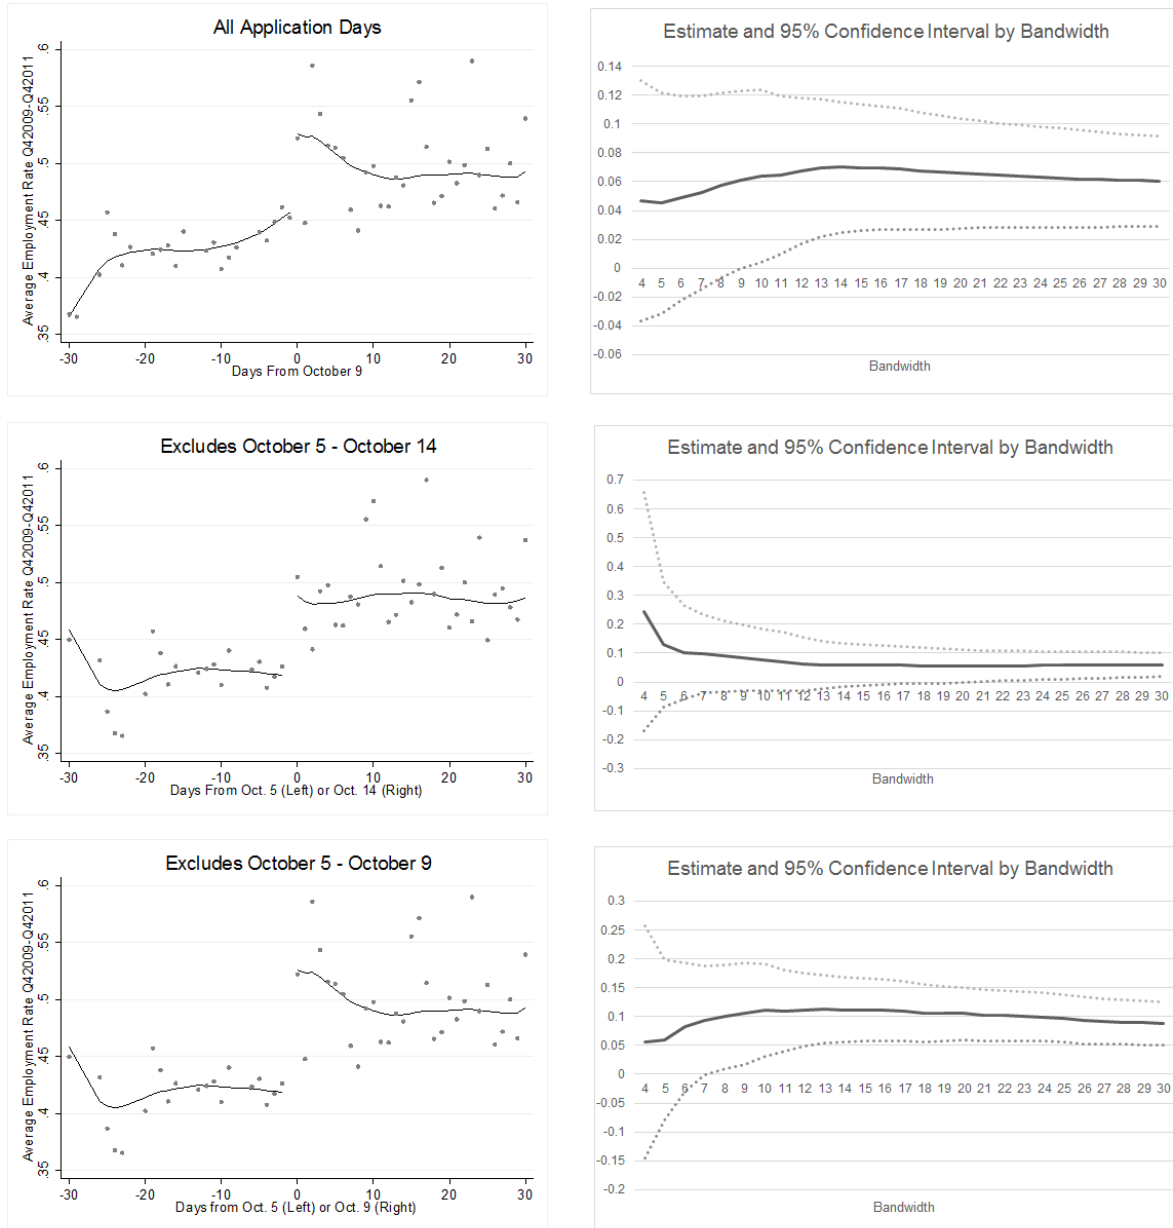 All Application Days
Average Employment Rate Q42009-Q42011
.6
.55
.5
.45
.4
.35
-30 -20 -10 0 10 20 30
Days From October 9
Estimate and 95% Confidence Interval by Bandwidth
0.14
0.12
0.1
0.08
0.06
0.04
0.02
0
4 5 6 7 8 9 10 11 12 13 14 15 16 17 18 19 20 21 22 23 24 25 26 27 28 29 30
-0.02
-0.04
-0.06
Bandwidth
Excludes October 5 - October 14
Average Employment Rate Q42009-Q42011
.6
.55
.5
.45
.4
.35
-30 -20 -10 0 10 20 30
Days From Oct. 5 (Left) or Oct. 14 (Right)
Estimate and 95% Confidence Interval by Bandwidth
0.7
0.6
0.5
0.4
0.3
0.2
0.1
0
4 5 6 7 8 9 10 11 12 13 14 15 16 17 18 19 20 21 22 23 24 25 26 27 28 29 30
-0.1
-0.2
-0.3
Bandwidth
Excludes October 5 - October 9
Average Employment Rate Q42009-Q42011
.6
.55
.5
.45
.4
.35
-30 -20 -10 0 10 20 30
Days from Oct. 5 (Left) or Oct. 9 (Right)
Estimate and 95% Confidence Interval by Bandwidth
0.3
0.25
0.2
0.15
0.1
0.05
0
4 5 6 7 8 9 10 11 12 13 14 15 16 17 18 19 20 21 22 23 24 25 26 27 28 29 30
-0.05
-0.1
-0.15
-0.2
Bandwidth